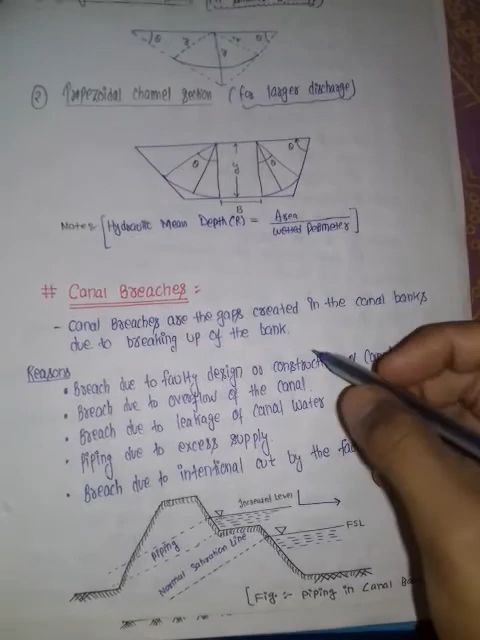 θ r r θ
r
② Trapezoidal channel section (for larger discharge)
θ
θ y θ
B
Notes [Hydraulic Mean Depth (R) = Area / Wetted Perimeter]
# Canal Breaches :-
- Canal Breaches are the gaps created in the canal banks
due to breaking up of the bank.
Reasons
• Breach due to faulty design or
• Breach due to overflow of the canal.
• Breach due to leakage of canal water
• Piping due to excess supply.
• Breach due to intentional cut by the
Increased Level
FSL
Piping
Normal Saturation Line
[Fig :- Piping in Canal